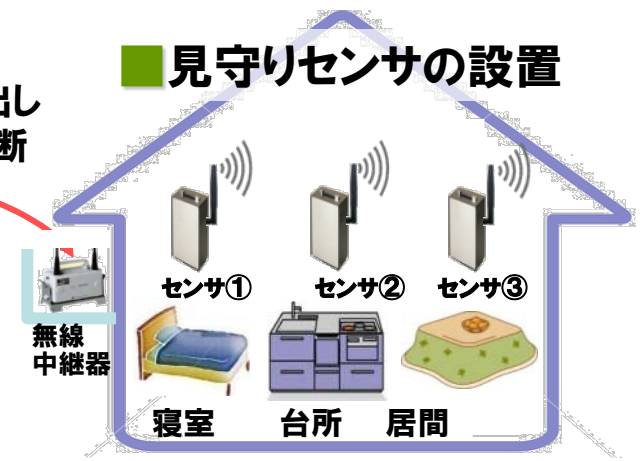 ■見守りセンサの設置
出し
断
センサ①
センサ②
センサ③
無線
中継器
寝室
台所
居間